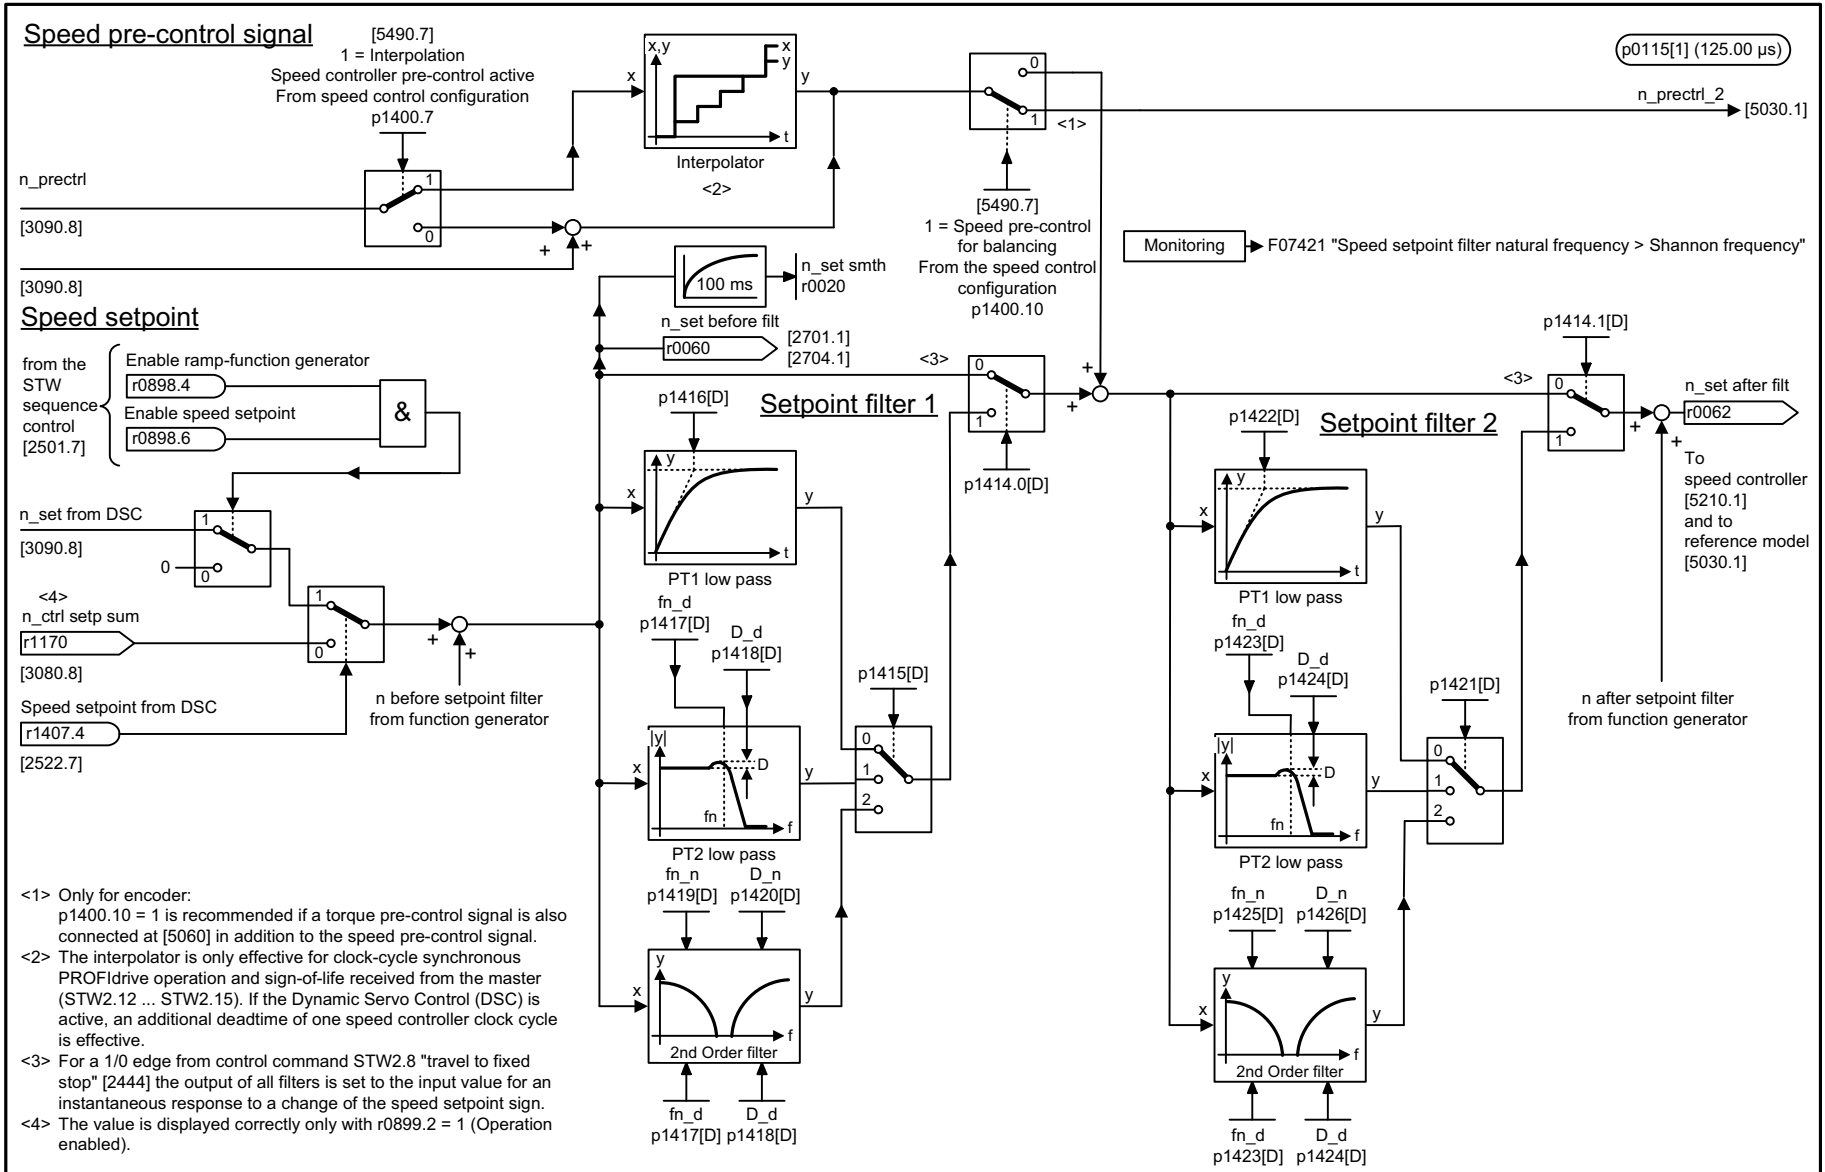 Speed pre-control signal
[5490.7]
1 = Interpolation
Speed controller pre-control active
From speed control configuration
p1400.7
n_prectrl
[3090.8]
1
0
+
+
[3090.8]
x,y
x
y
x
y
t
Interpolator
<2>
0
1
<1>
[5490.7]
1 = Speed pre-control
for balancing
From the speed control
configuration
p1400.10
p0115[1] (125.00 µs)
n_prectrl_2
[5030.1]
Monitoring
F07421 "Speed setpoint filter natural frequency > Shannon frequency"
Speed setpoint
from the
STW
sequence
control
[2501.7]
Enable ramp-function generator
r0898.4
Enable speed setpoint
r0898.6
&
n_set from DSC
[3090.8]
1
0
0
<4>
n_ctrl setp sum
r1170
[3080.8]
1
0
Speed setpoint from DSC
r1407.4
[2522.7]
+
+
n before setpoint filter
from function generator
100 ms
n_set smth
r0020
n_set before filt
r0060
[2701.1]
[2704.1]
Setpoint filter 1
<3>
0
1
p1414.0[D]
+
+
p1416[D]
x
y
y
t
PT1 low pass
fn_d
p1417[D]
D_d
p1418[D]
x
|y|
D
fn
f
y
PT2 low pass
p1415[D]
0
1
2
fn_n
p1419[D]
D_n
p1420[D]
x
y
y
f
2nd Order filter
fn_d
p1417[D]
D_d
p1418[D]
Setpoint filter 2
<3>
p1414.1[D]
0
1
+
+
n_set after filt
r0062
To
speed controller
[5210.1]
and to
reference model
[5030.1]
n after setpoint filter
from function generator
p1422[D]
x
y
y
t
PT1 low pass
fn_d
p1423[D]
D_d
p1424[D]
x
|y|
D
fn
f
y
PT2 low pass
p1421[D]
0
1
2
fn_n
p1425[D]
D_n
p1426[D]
x
y
y
f
2nd Order filter
fn_d
p1423[D]
D_d
p1424[D]
<1> Only for encoder:
p1400.10 = 1 is recommended if a torque pre-control signal is also
connected at [5060] in addition to the speed pre-control signal.
<2> The interpolator is only effective for clock-cycle synchronous
PROFIdrive operation and sign-of-life received from the master
(STW2.12 ... STW2.15). If the Dynamic Servo Control (DSC) is
active, an additional deadtime of one speed controller clock cycle
is effective.
<3> For a 1/0 edge from control command STW2.8 "travel to fixed
stop" [2444] the output of all filters is set to the input value for an
instantaneous response to a change of the speed setpoint sign.
<4> The value is displayed correctly only with r0899.2 = 1 (Operation
enabled).